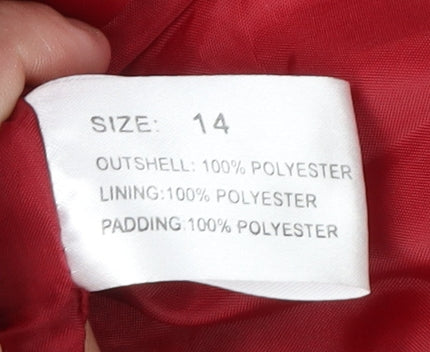 SIZE: 14
OUTSHELL: 100% POLYESTER
LINING:100% POLYESTER
PADDING:100% POLYESTER